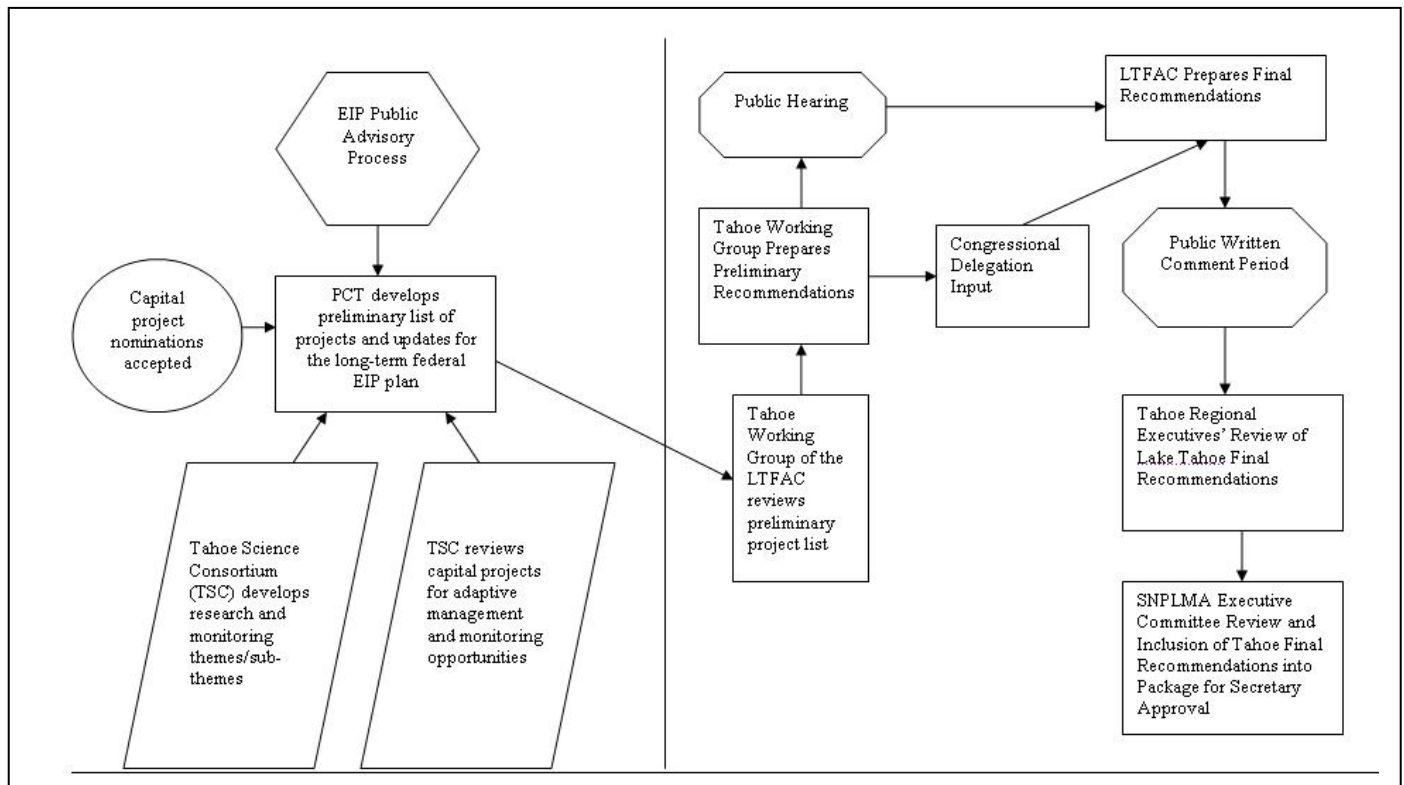 EIP Public
Advisory
Process
Capital
project
nominations
accepted
PCT develops
preliminary list of
projects and updates for
the long-term federal
EIP plan
Tahoe Science
Consortium
(TSC) develops
research and
monitoring
themes/sub-
themes
TSC reviews
capital projects
for adaptive
management
and monitoring
opportunities
Tahoe
Working
Group of the
LTFAC
reviews
preliminary
project list
Tahoe Working
Group Prepares
Preliminary
Recommendations
Public Hearing
Congressional
Delegation
Input
LTFAC Prepares Final
Recommendations
Public Written
Comment Period
Tahoe Regional
Executives’ Review of
Lake Tahoe Final
Recommendations
SNPLMA Executive
Committee Review and
Inclusion of Tahoe Final
Recommendations into
Package for Secretary
Approval